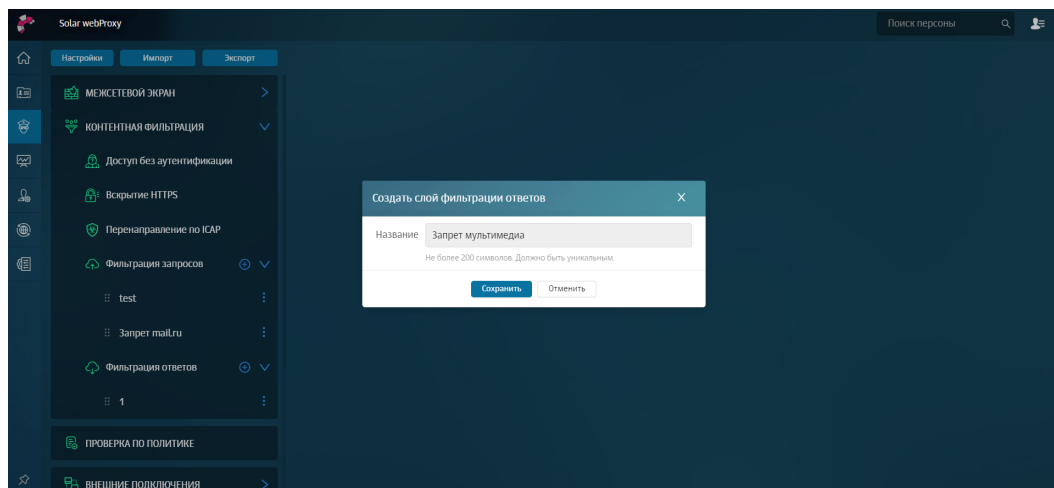 Solar webProxy
Поиск персоны
Настройки
Импорт
Экспорт
МЕЖСЕТЕВОЙ ЭКРАН
КОНТЕНТНАЯ ФИЛЬТРАЦИЯ
Доступ без аутентификации
Вскрытие HTTPS
Перенаправление по ICAP
Фильтрация запросов
test
Запрет mail.ru
Фильтрация ответов
1
ПРОВЕРКА ПО ПОЛИТИКЕ
ВНЕШНИЕ ПОДКЛЮЧЕНИЯ
Создать слой фильтрации ответов
X
Название
Запрет мультимедиа
Не более 200 символов. Должно быть уникальным.
Сохранить
Отменить